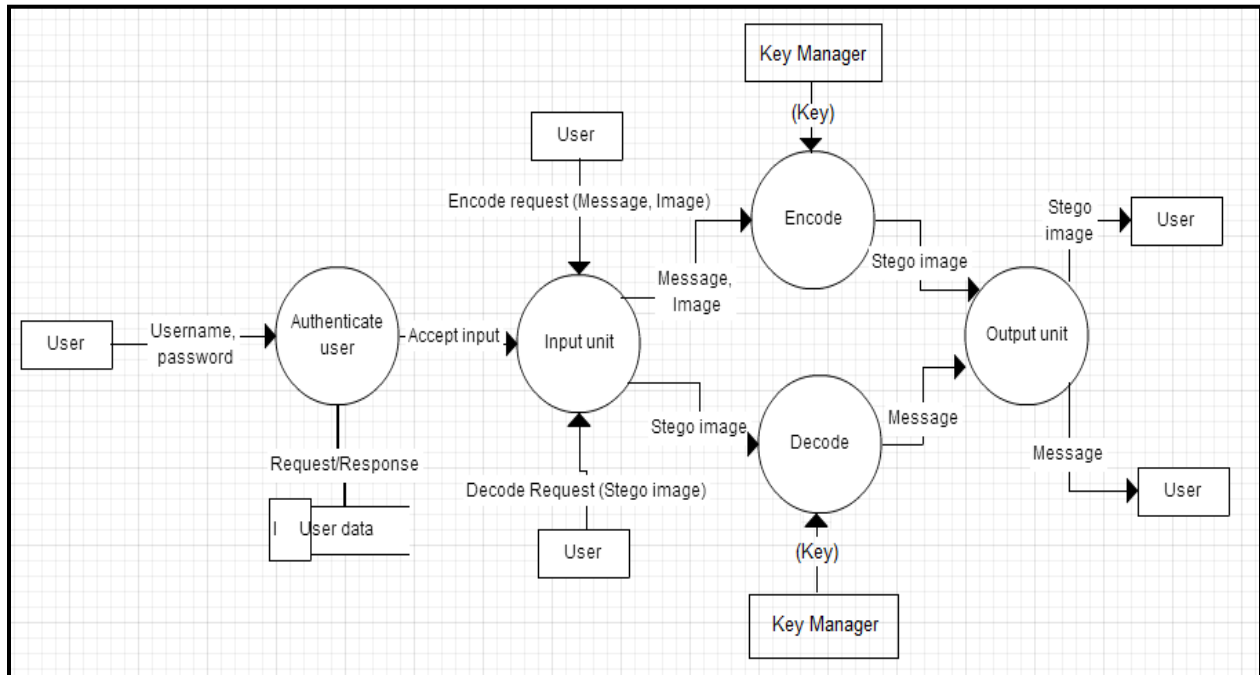 Key Manager
(Key)
User
Encode request (Message, Image)
Encode
Stego
image
User
Stego image
Message,
Image
Authenticate
user
Username,
password
User
Accept input
Input unit
Output unit
Stego image
Decode
Message
Message
User
Request/Response
I User data
Decode Request (Stego image)
User
(Key)
Key Manager